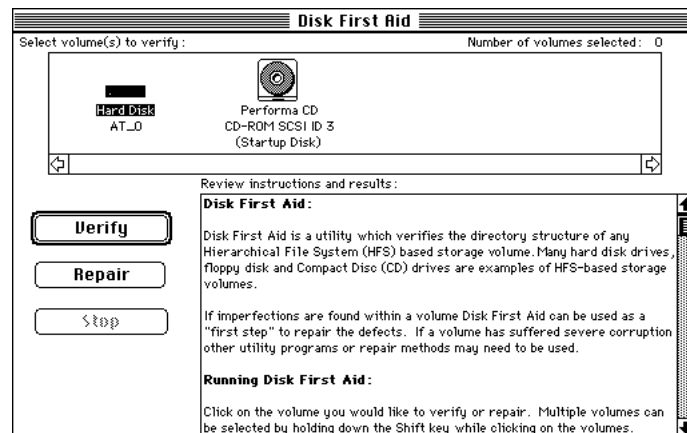 Disk First Aid
Select volume(s) to verify:
Number of volumes selected: 0
Hard Disk
AT_0
Performa CD
CD-ROM SCSI ID 3
(Startup Disk)
Review instructions and results:
Verify
Repair
Stop
Disk First Aid:
Disk First Aid is a utility which verifies the directory structure of any
Hierarchical File System (HFS) based storage volume. Many hard disk drives,
floppy disk and Compact Disc (CD) drives are examples of HFS-based storage
volumes.
If imperfections are found within a volume Disk First Aid can be used as a
"first step" to repair the defects. If a volume has suffered severe corruption
other utility programs or repair methods may need to be used.
Running Disk First Aid:
Click on the volume you would like to verify or repair. Multiple volumes can
be selected by holding down the Shift key while clicking on the volumes.